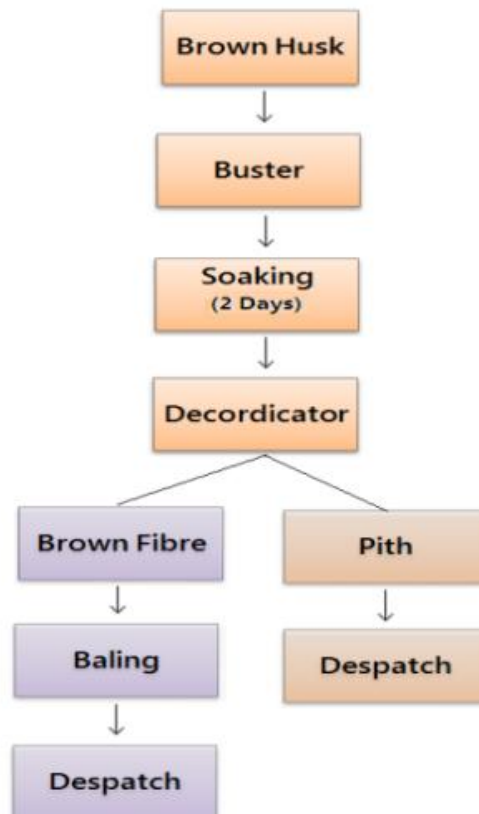 Brown Husk
Buster
Soaking
(2 Days)
Decordicator
Brown Fibre
Pith
Baling
Despatch
Despatch